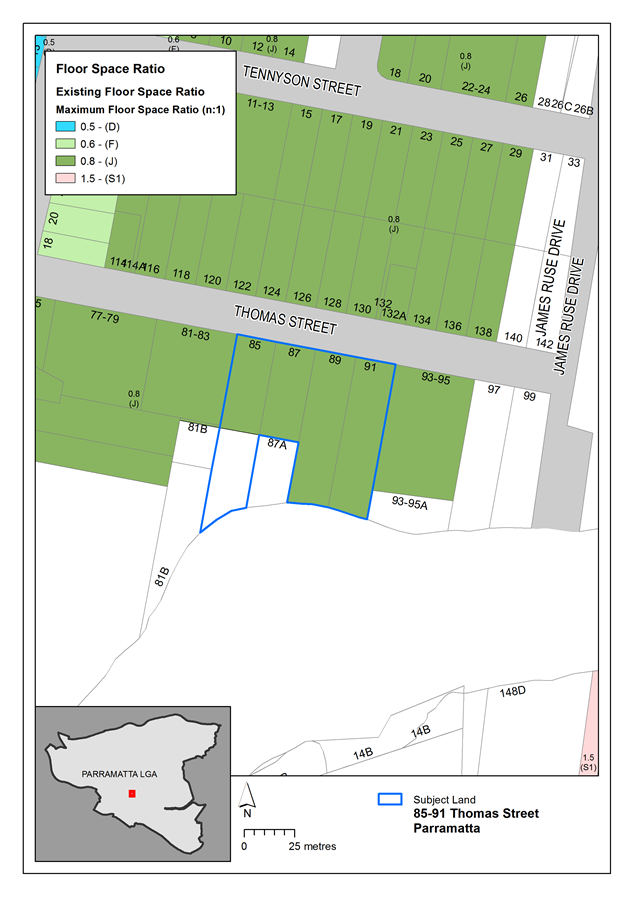 0.5
0.6
(F)
10
12
0.8
(J)
14
0.8
(J)
18
20
22-24
26
28
26C
26B
TENNYSON STREET
Floor Space Ratio
Existing Floor Space Ratio
Maximum Floor Space Ratio (n:1)
0.5 - (D)
0.6 - (F)
0.8 - (J)
1.5 - (S1)
11-13
15
17
19
21
23
25
27
29
31
33
20
18
0.8
(J)
JAMES RUSE DRIVE
JAMES RUSE DRIVE
114
114A
116
118
120
122
124
126
128
130
132
132A
134
136
138
140
142
THOMAS STREET
5
77-79
81-83
85
87
89
91
93-95
97
99
0.8
(J)
81B
87A
93-95A
81B
148D
14B
14B
1.5
(S1)
PARRAMATTA LGA
N
0
25 metres
Subject Land
85-91 Thomas Street
Parramatta